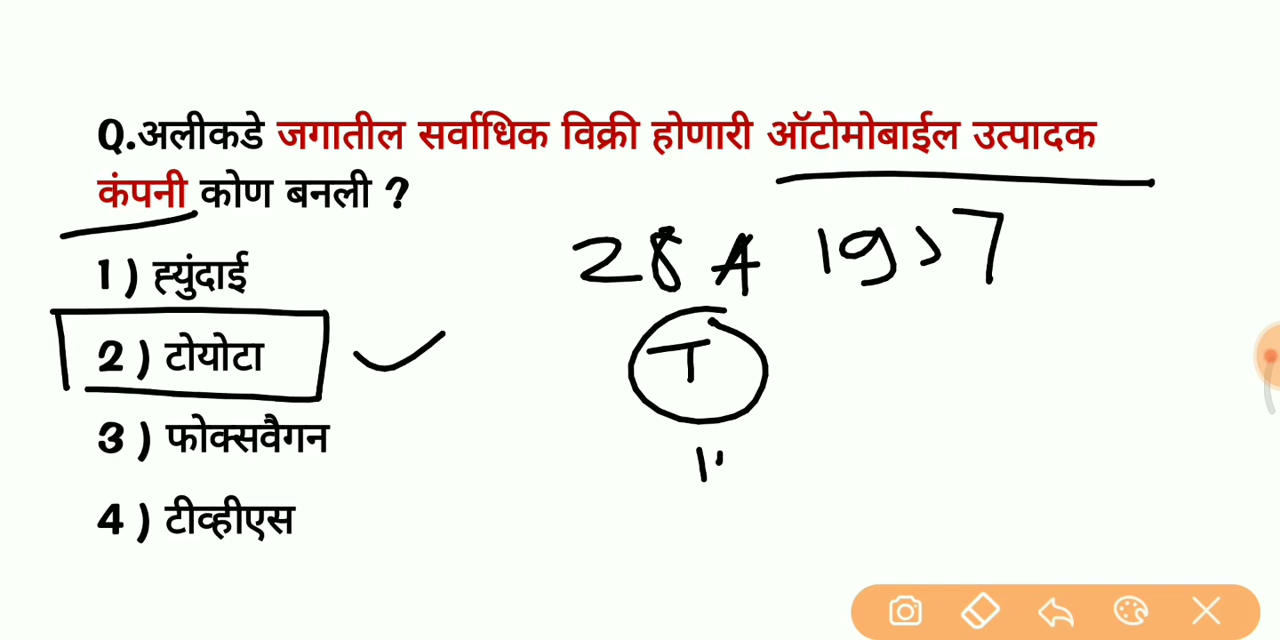 Q.अलीकडे जगातील सर्वाधिक विक्री होणारी ऑटोमोबाईल उत्पादक
कंपनी कोण बनली ?
1 ) ह्युंदाई
28 A 1937
2 ) टोयोटा
T
3 ) फोक्सवैगन
4 ) टीव्हीएस